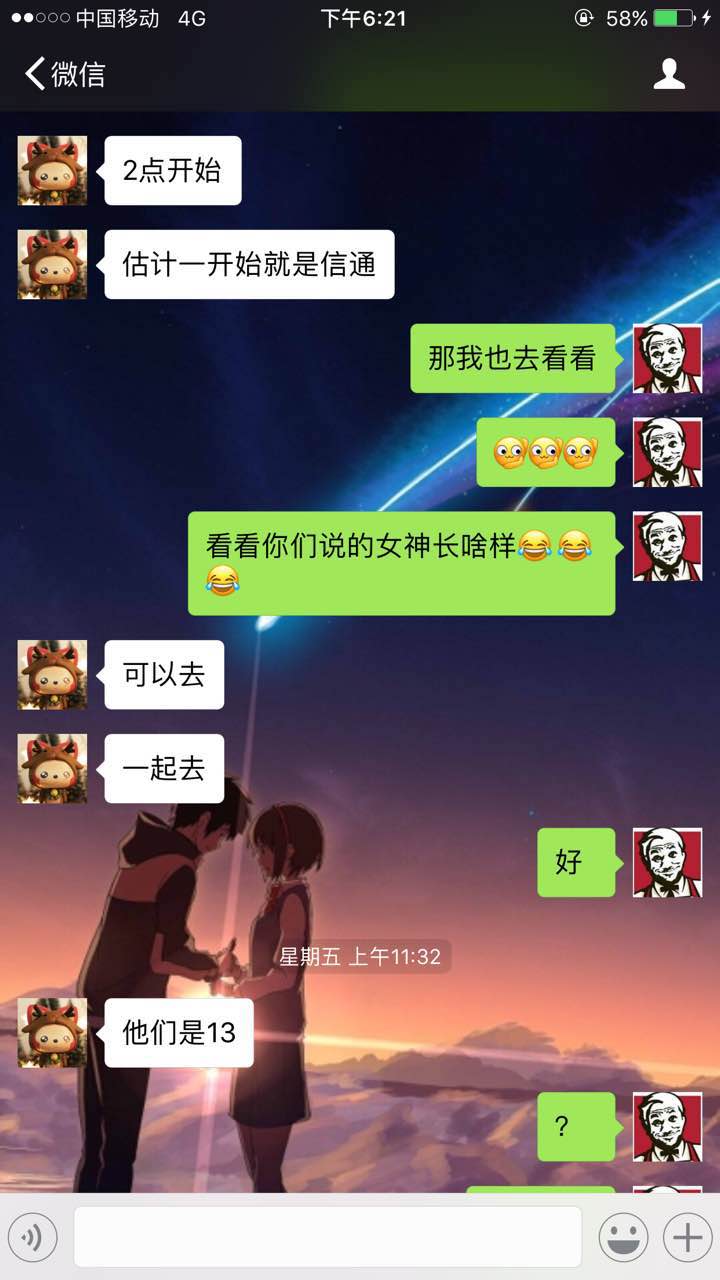 中国移动 4G 下午6:21 58%
微信
2点开始
估计一开始就是信通
那我也去看看
看看你们说的女神长啥样😂😂
😂
可以去
一起去
好
星期五 上午11:32
他们是13
?